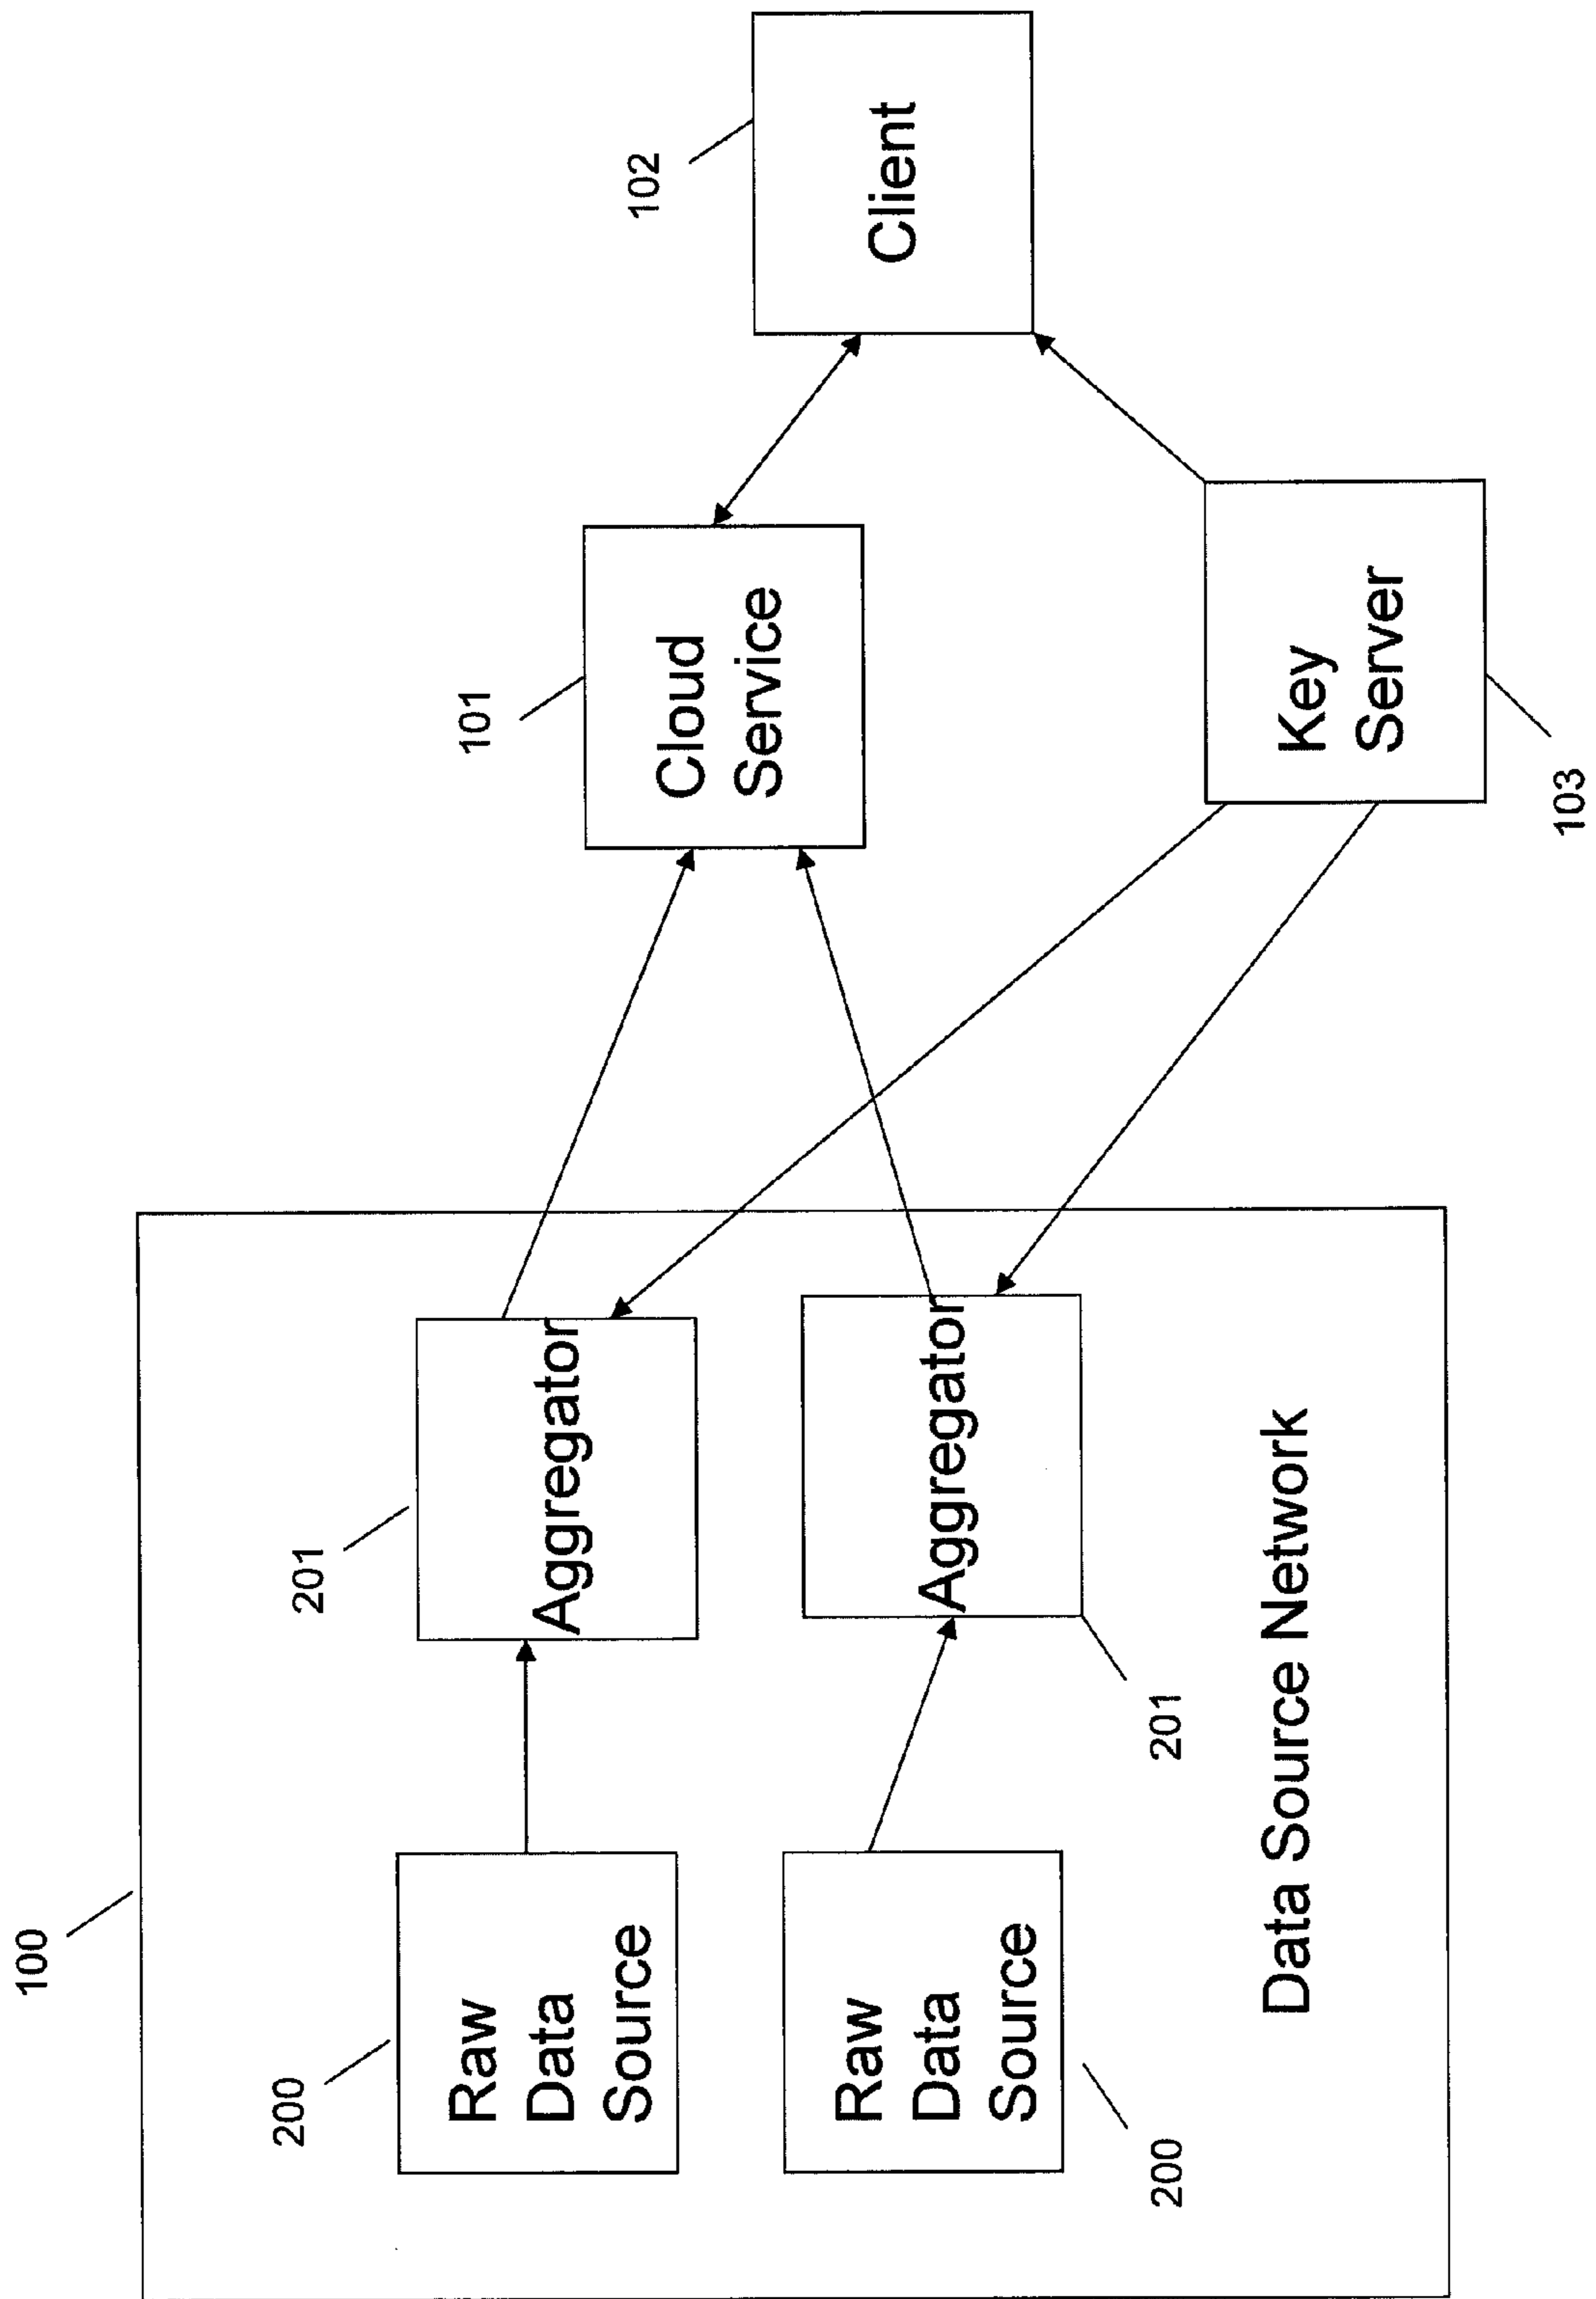 100
200
Raw
Data
Source
201
Aggregator
200
Raw
Data
Source
201
Aggregator
Data Source Network
101
Cloud
Service
102
Client
103
Key
Server